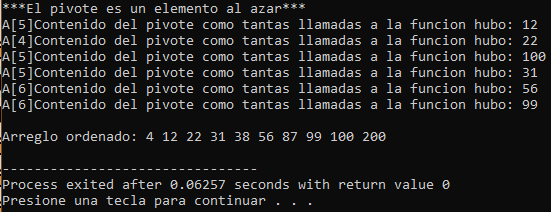 ***El pivote es un elemento al azar***
A[5]Contenido del pivote como tantas llamadas a la funcion hubo: 12
A[4]Contenido del pivote como tantas llamadas a la funcion hubo: 22
A[5]Contenido del pivote como tantas llamadas a la funcion hubo: 100
A[5]Contenido del pivote como tantas llamadas a la funcion hubo: 31
A[6]Contenido del pivote como tantas llamadas a la funcion hubo: 56
A[6]Contenido del pivote como tantas llamadas a la funcion hubo: 99
Arreglo ordenado: 4 12 22 31 38 56 87 99 100 200
--------------------------------
Process exited after 0.06257 seconds with return value 0
Presione una tecla para continuar . . .